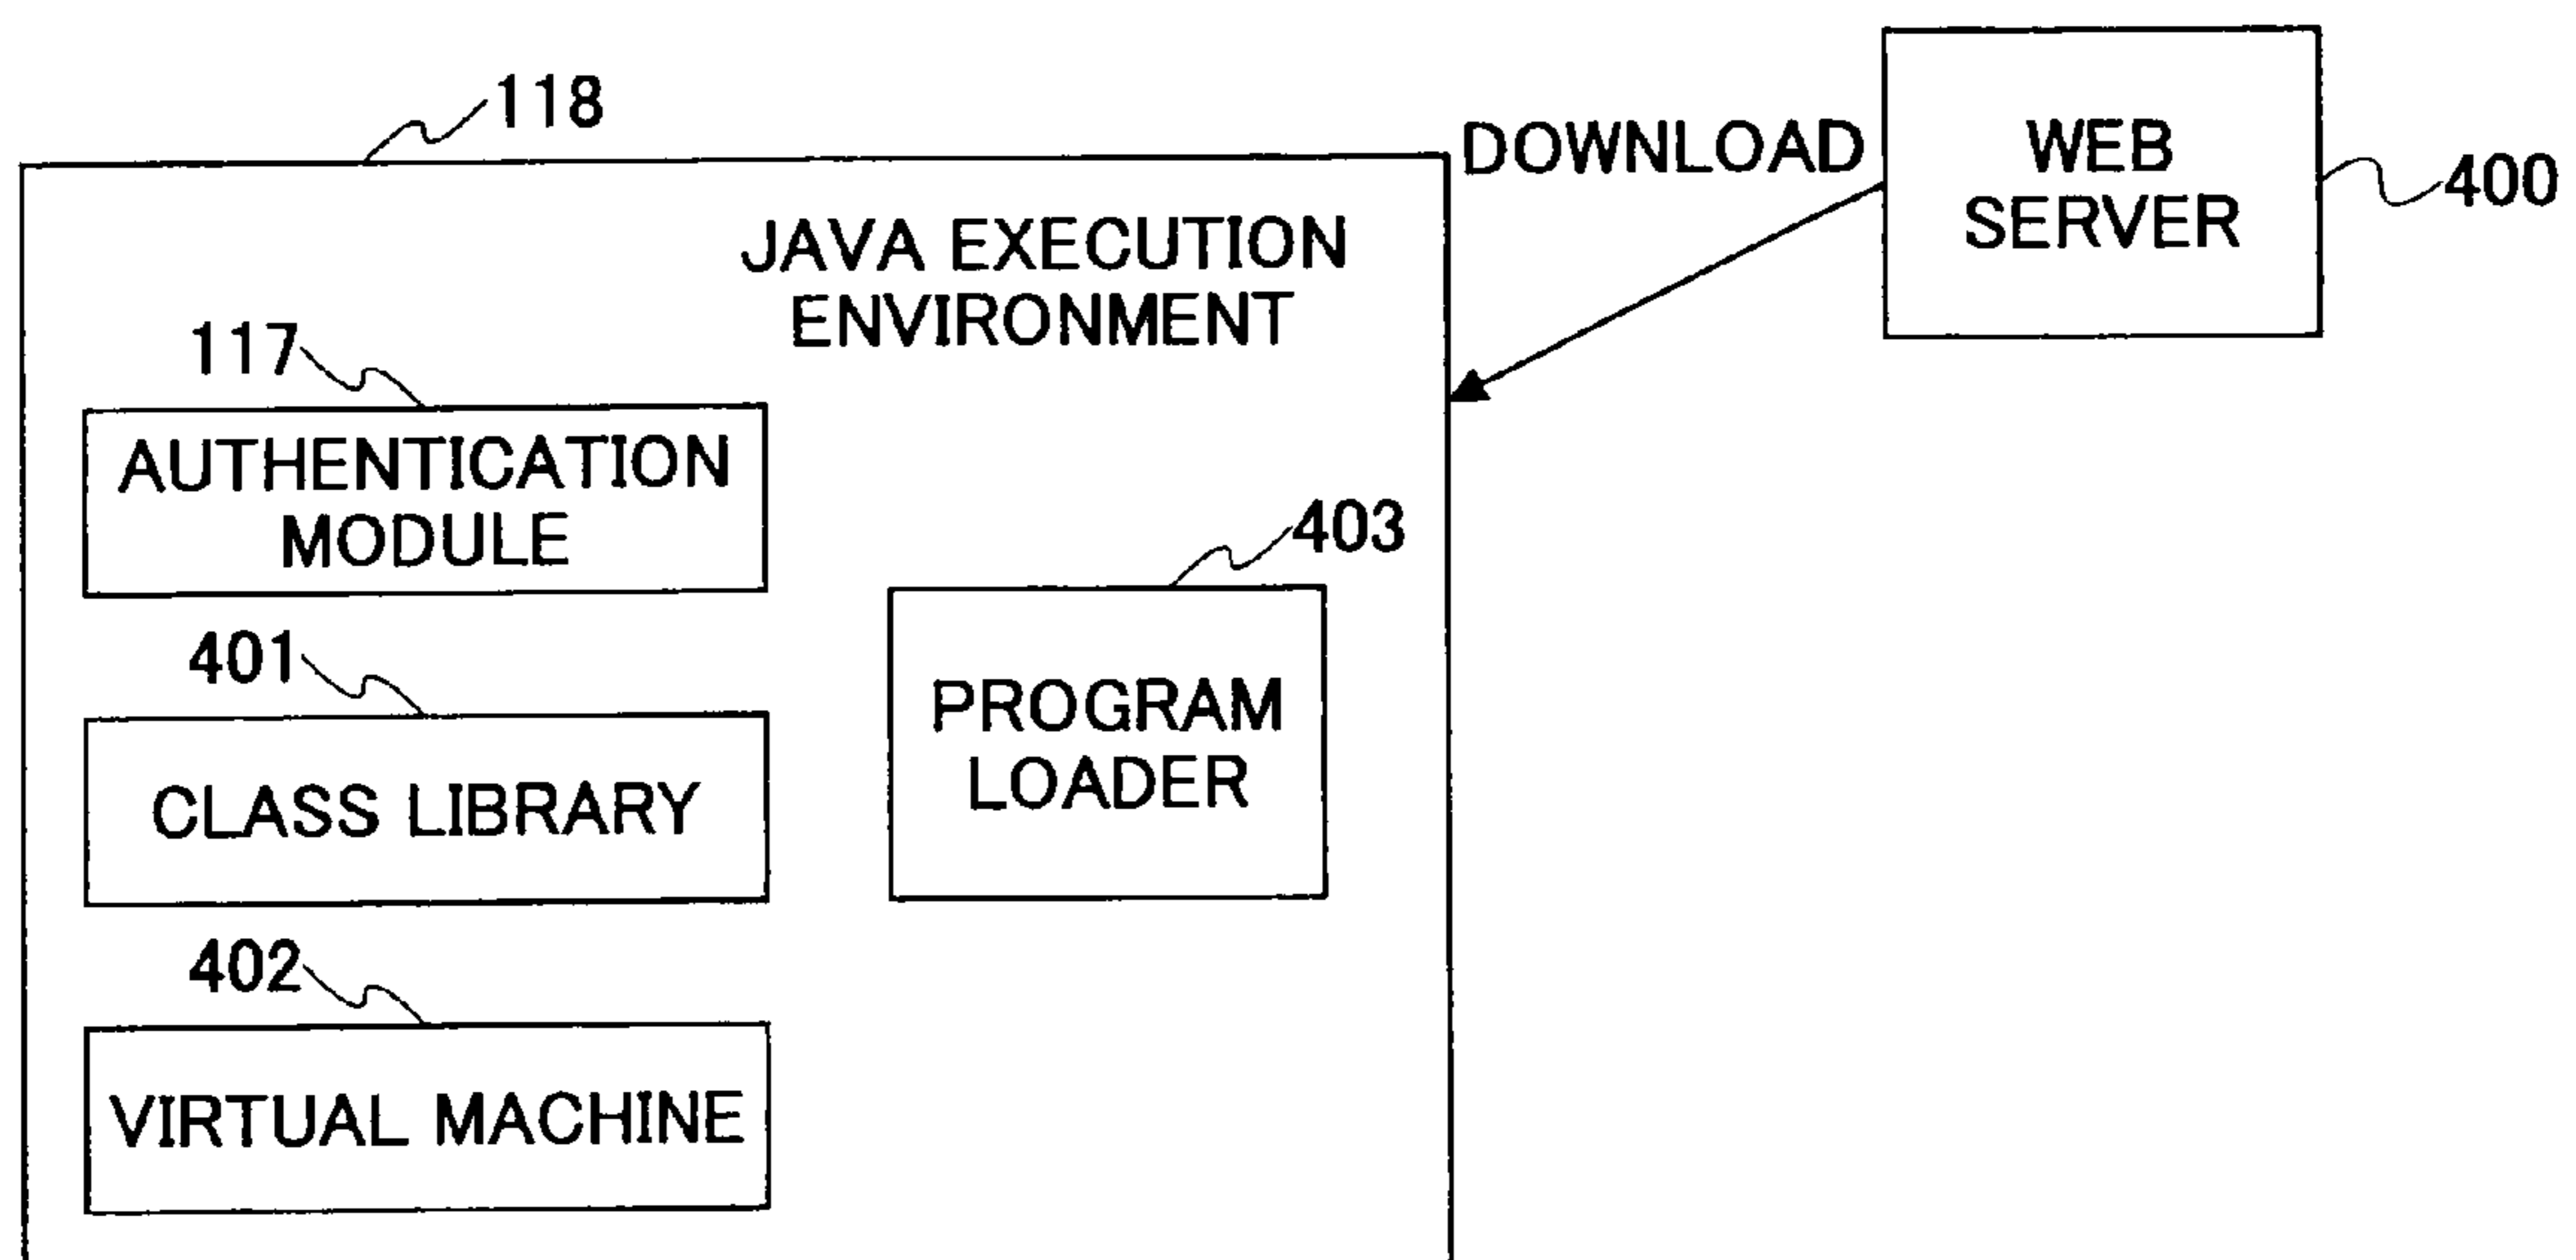 118
DOWNLOAD
WEB
SERVER
400
JAVA EXECUTION
ENVIRONMENT
117
AUTHENTICATION
MODULE
403
PROGRAM
LOADER
401
CLASS LIBRARY
402
VIRTUAL MACHINE